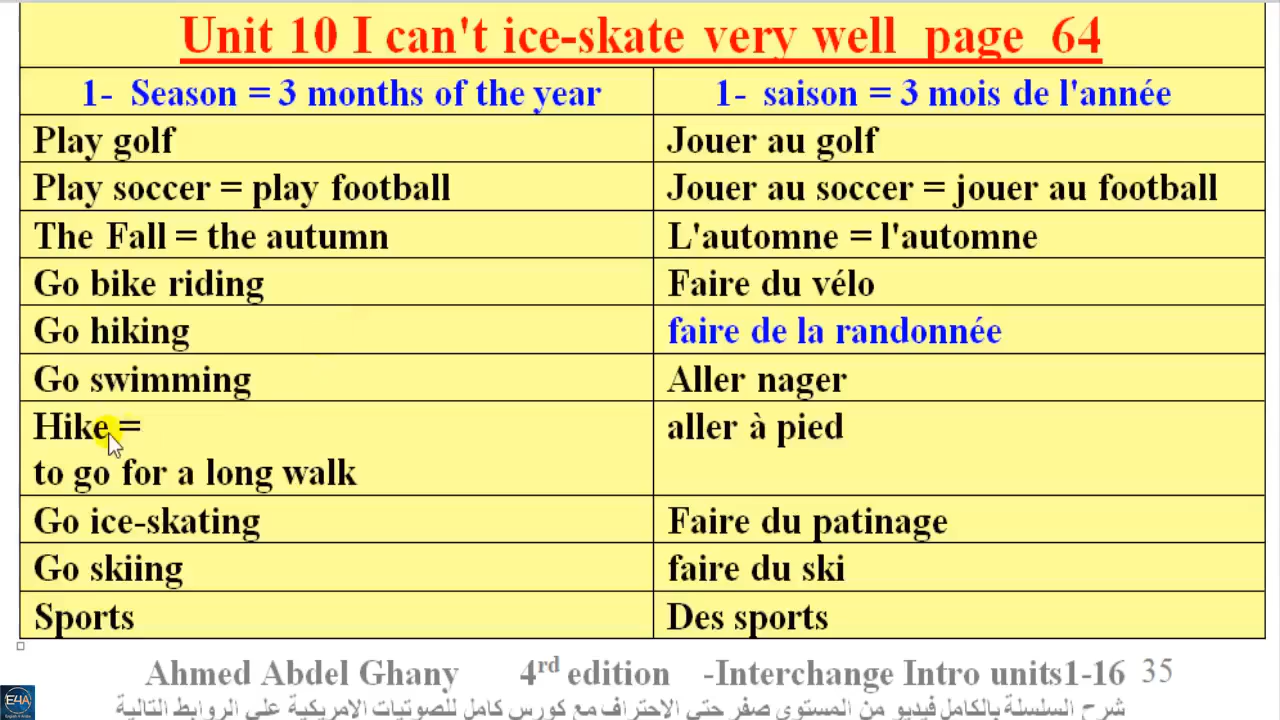 Unit 10 I can't ice-skate very well page 64
1- Season = 3 months of the year
1- saison = 3 mois de l'année
Play golf
Jouer au golf
Play soccer = play football
Jouer au soccer = jouer au football
The Fall = the autumn
L'automne = l'automne
Go bike riding
Faire du vélo
Go hiking
faire de la randonnée
Go swimming
Aller nager
Hike =
to go for a long walk
aller à pied
Go ice-skating
Faire du patinage
Go skiing
faire du ski
Sports
Des sports
Ahmed Abdel Ghany 4rd edition -Interchange Intro units1-16 35
شرح السلسلة بالكامل فيديو من المستوى صفر حتى الاحتراف مع كورس كامل للصوتيات الامريكية على الروابط التالية
E4A